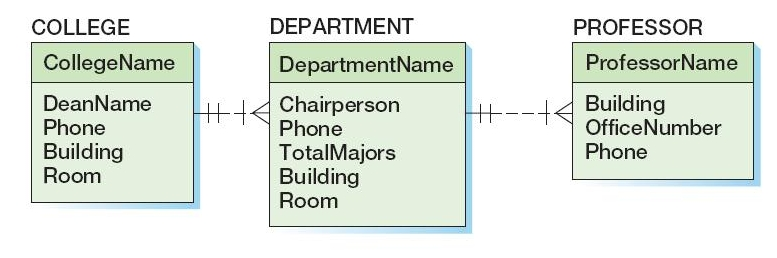 COLLEGE
CollegeName
DeanName
Phone
Building
Room
DEPARTMENT
DepartmentName
Chairperson
Phone
TotalMajors
Building
Room
PROFESSOR
ProfessorName
Building
OfficeNumber
Phone